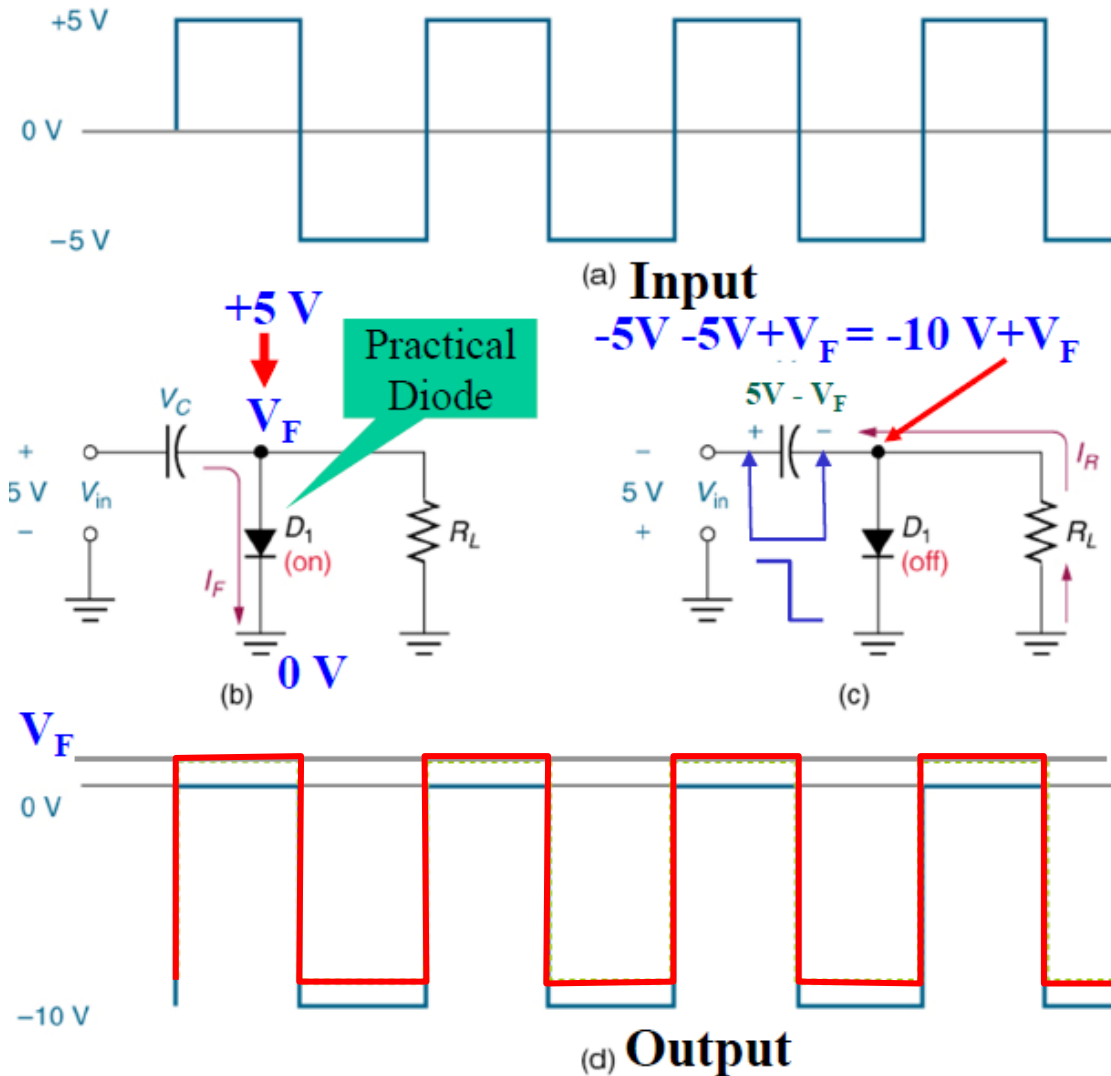 +5 V
0 V
−5 V
(a) Input
+5 V
Practical
Diode
-5V -5V+VF = -10 V+VF
VC
VF
5V - VF
+ −
+
5 V
−
Vin
IF
D1
(on)
RL
−
5 V
+
Vin
D1
(off)
IR
RL
0 V
(b)
(c)
VF
0 V
−10 V
(d) Output